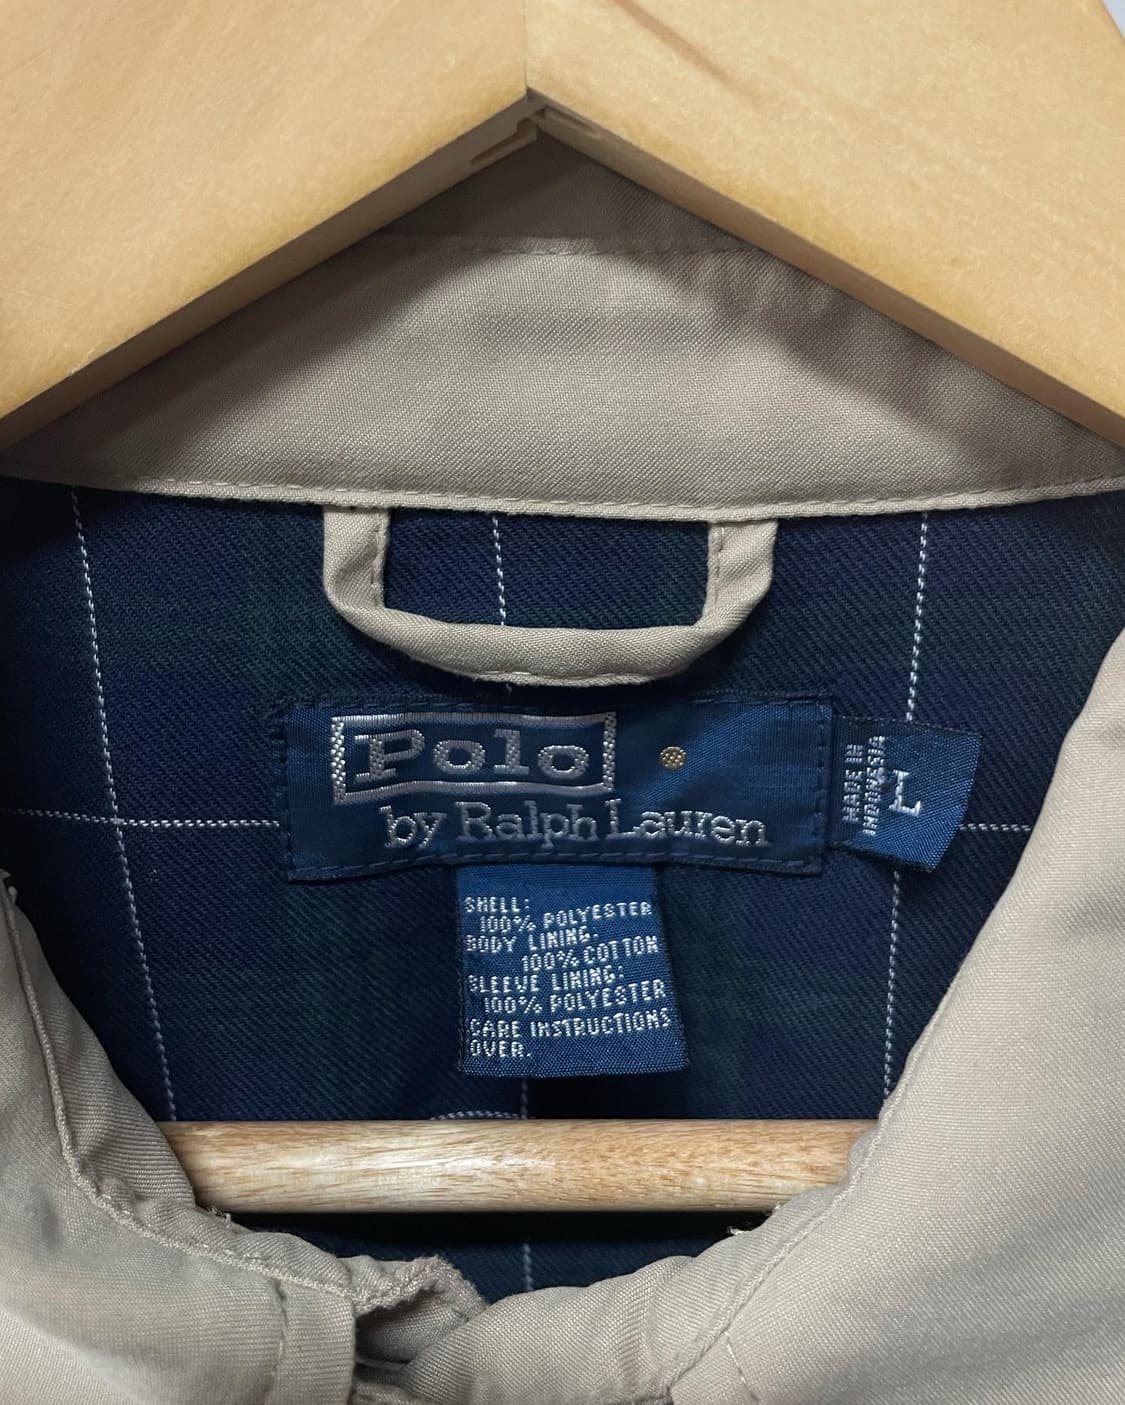 Polo
by Ralph Lauren
MADE IN
L
SHELL:
100% POLYESTER
BODY LINING:
100% COTTON
SLEEVE LINING:
100% POLYESTER
CARE INSTRUCTIONS
OVER.